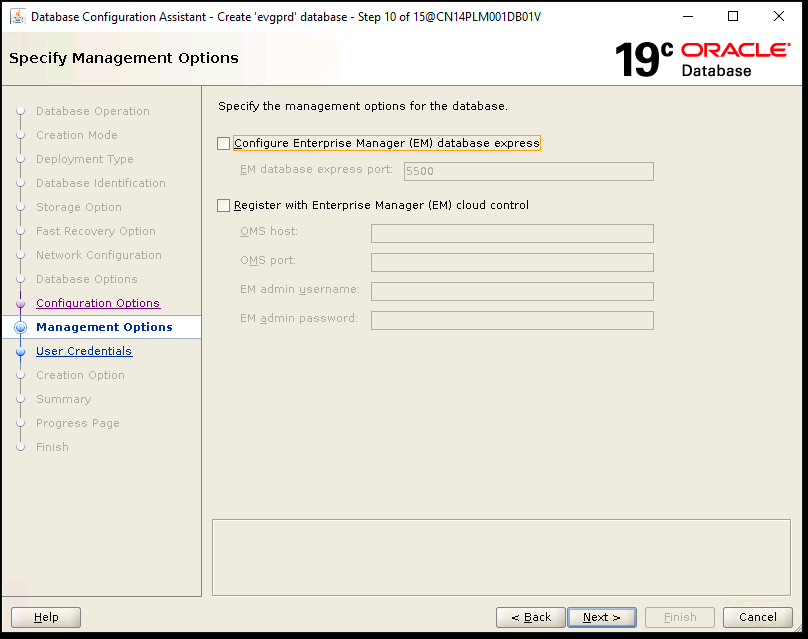 Database Configuration Assistant - Create 'evgprd' database - Step 10 of 15@CN14PLM001DB01V
Specify Management Options
19c ORACLE Database
Database Operation
Creation Mode
Deployment Type
Database Identification
Storage Option
Fast Recovery Option
Network Configuration
Database Options
Configuration Options
Management Options
User Credentials
Creation Option
Summary
Progress Page
Finish
Specify the management options for the database.
Configure Enterprise Manager (EM) database express
EM database express port: 5500
Register with Enterprise Manager (EM) cloud control
OMS host:
OMS port:
EM admin username:
EM admin password:
Help
< Back
Next >
Finish
Cancel